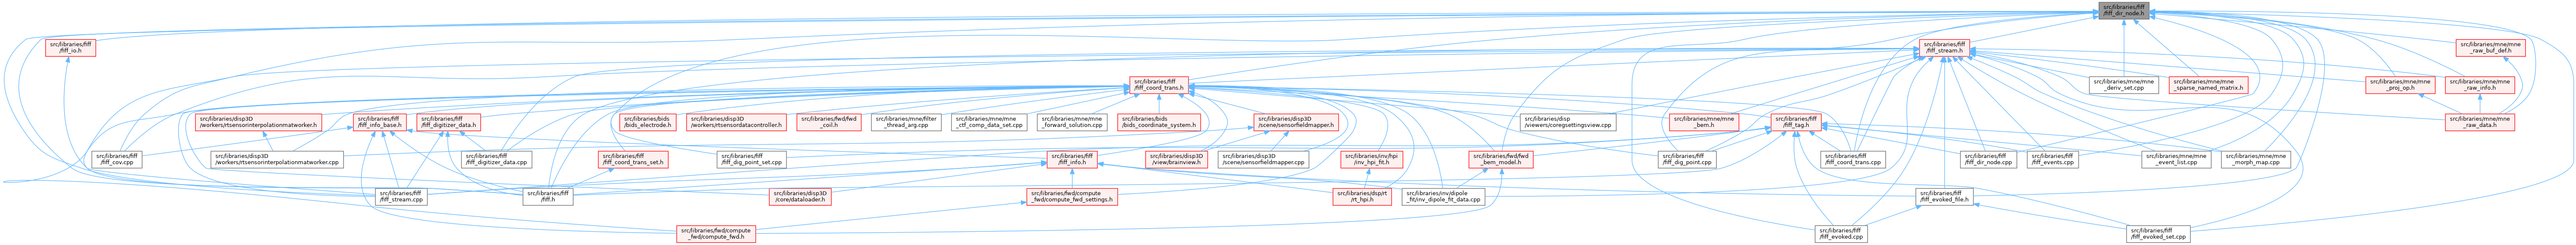 src/libraries/fiff
/fiff_dir_node.h
src/libraries/fiff
/fiff_io.h
src/libraries/fiff
/fiff_stream.h
src/libraries/mne/mne
_raw_buf_def.h
src/libraries/fiff
/fiff_coord_trans.h
src/libraries/mne/mne
_deriv_set.cpp
src/libraries/mne/mne
_sparse_named_matrix.h
src/libraries/mne/mne
_proj_op.h
src/libraries/mne/mne
_raw_info.h
src/libraries/disp3D
/workers/rtsensorinterpolationmatworker.h
src/libraries/fiff
/fiff_info_base.h
src/libraries/fiff
/fiff_digitizer_data.h
src/libraries/bids
/bids_electrode.h
src/libraries/disp3D
/workers/rtsensordatacontroller.h
src/libraries/fwd/fwd
_coil.h
src/libraries/mne/filter
_thread_arg.cpp
src/libraries/mne/mne
_ctf_comp_data_set.cpp
src/libraries/mne/mne
_forward_solution.cpp
src/libraries/bids
/bids_coordinate_system.h
src/libraries/disp3D
/scene/sensorfieldmapper.h
src/libraries/disp
/viewers/coregsettingsview.cpp
src/libraries/mne/mne
_bem.h
src/libraries/fiff
/fiff_tag.h
src/libraries/mne/mne
_raw_data.h
src/libraries/fiff
/fiff_cov.cpp
src/libraries/disp3D
/workers/rtsensorinterpolationmatworker.cpp
src/libraries/fiff
/fiff_digitizer_data.cpp
src/libraries/fiff
/fiff_coord_trans_set.h
src/libraries/fiff
/fiff_dig_point_set.cpp
src/libraries/fiff
/fiff_info.h
src/libraries/disp3D
/view/brainview.h
src/libraries/disp3D
/scene/sensorfieldmapper.cpp
src/libraries/inv/hpi
/inv_hpi_fit.h
src/libraries/fwd/fwd
_bem_model.h
src/libraries/fiff
/fiff_dig_point.cpp
src/libraries/fiff
/fiff_coord_trans.cpp
src/libraries/fiff
/fiff_dir_node.cpp
src/libraries/fiff
/fiff_events.cpp
src/libraries/mne/mne
_event_list.cpp
src/libraries/mne/mne
_morph_map.cpp
src/libraries/fiff
/fiff_stream.cpp
src/libraries/fiff
/fiff.h
src/libraries/disp3D
/core/dataloader.h
src/libraries/fwd/compute
_fwd/compute_fwd_settings.h
src/libraries/dsp/rt
/rt_hpi.h
src/libraries/inv/dipole
_fit/inv_dipole_fit_data.cpp
src/libraries/fiff
/fiff_evoked_file.h
src/libraries/fwd/compute
_fwd/compute_fwd.h
src/libraries/fiff
/fiff_evoked.cpp
src/libraries/fiff
/fiff_evoked_set.cpp